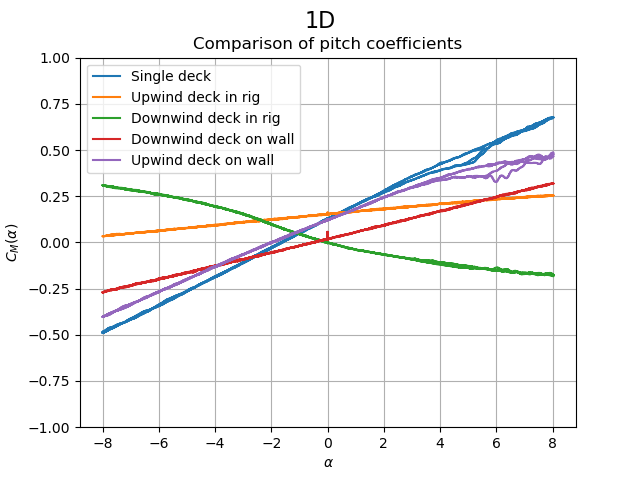 1D
Comparison of pitch coefficients
1.00
0.75
0.50
0.25
0.00
−0.25
−0.50
−0.75
−1.00
C_M(α)
Single deck
Upwind deck in rig
Downwind deck in rig
Downwind deck on wall
Upwind deck on wall
−8 −6 −4 −2 0 2 4 6 8
α